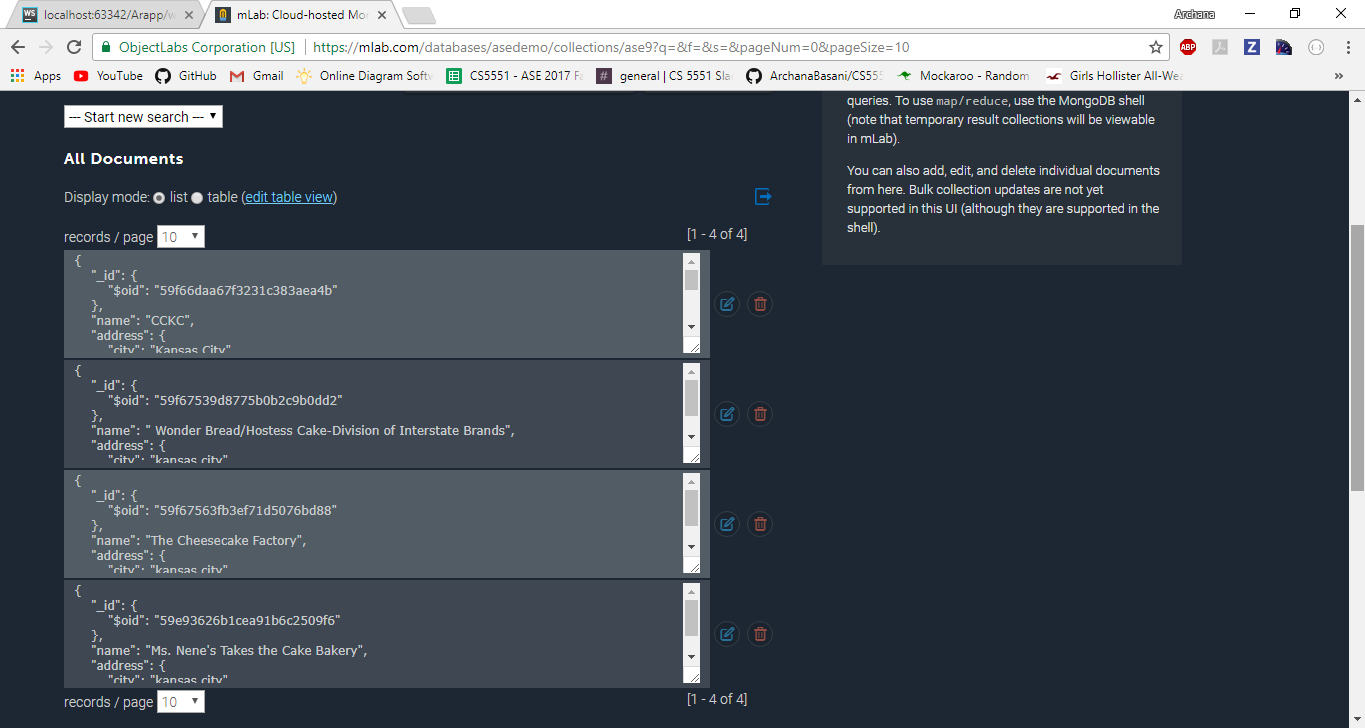 localhost:63342/Arapp/w
mLab: Cloud-hosted Mo
Archana
ObjectLabs Corporation [US]
https://mlab.com/databases/asedemo/collections/ase9?q=&f=&s=&pageNum=0&pageSize=10
Apps YouTube GitHub Gmail Online Diagram Softw CS5551 - ASE 2017 Fa general | CS 5551 Sla ArchanaBasani/CS555 Mockaroo - Random Girls Hollister All-We »
--- Start new search ---
All Documents
Display mode: list table (edit table view)
records / page 10
[1 - 4 of 4]
{
"_id": {
"$oid": "59f66daa67f3231c383aea4b"
},
"name": "CCKC",
"address": {
"city": "Kansas City"
{
"_id": {
"$oid": "59f67539d8775b0b2c9b0dd2"
},
"name": " Wonder Bread/Hostess Cake-Division of Interstate Brands",
"address": {
"city": "kansas city"
{
"_id": {
"$oid": "59f67563fb3ef71d5076bd88"
},
"name": "The Cheesecake Factory",
"address": {
"city": "kansas city"
{
"_id": {
"$oid": "59e93626b1cea91b6c2509f6"
},
"name": "Ms. Nene's Takes the Cake Bakery",
"address": {
"city": "kansas city"
records / page 10
[1 - 4 of 4]
queries. To use map/reduce, use the MongoDB shell
(note that temporary result collections will be viewable
in mLab).
You can also add, edit, and delete individual documents
from here. Bulk collection updates are not yet
supported in this UI (although they are supported in the
shell).